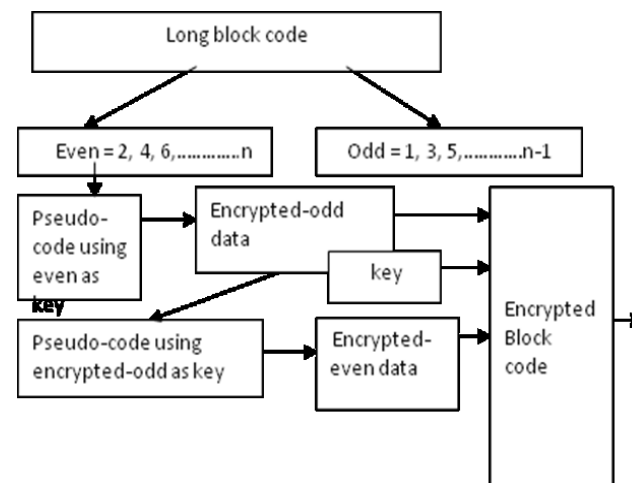 Long block code
Even = 2, 4, 6,.............n
Odd = 1, 3, 5,............n-1
Pseudo-
code using
even as
key
Encrypted-odd
data
key
Pseudo-code using
encrypted-odd as key
Encrypted-
even data
Encrypted
Block
code